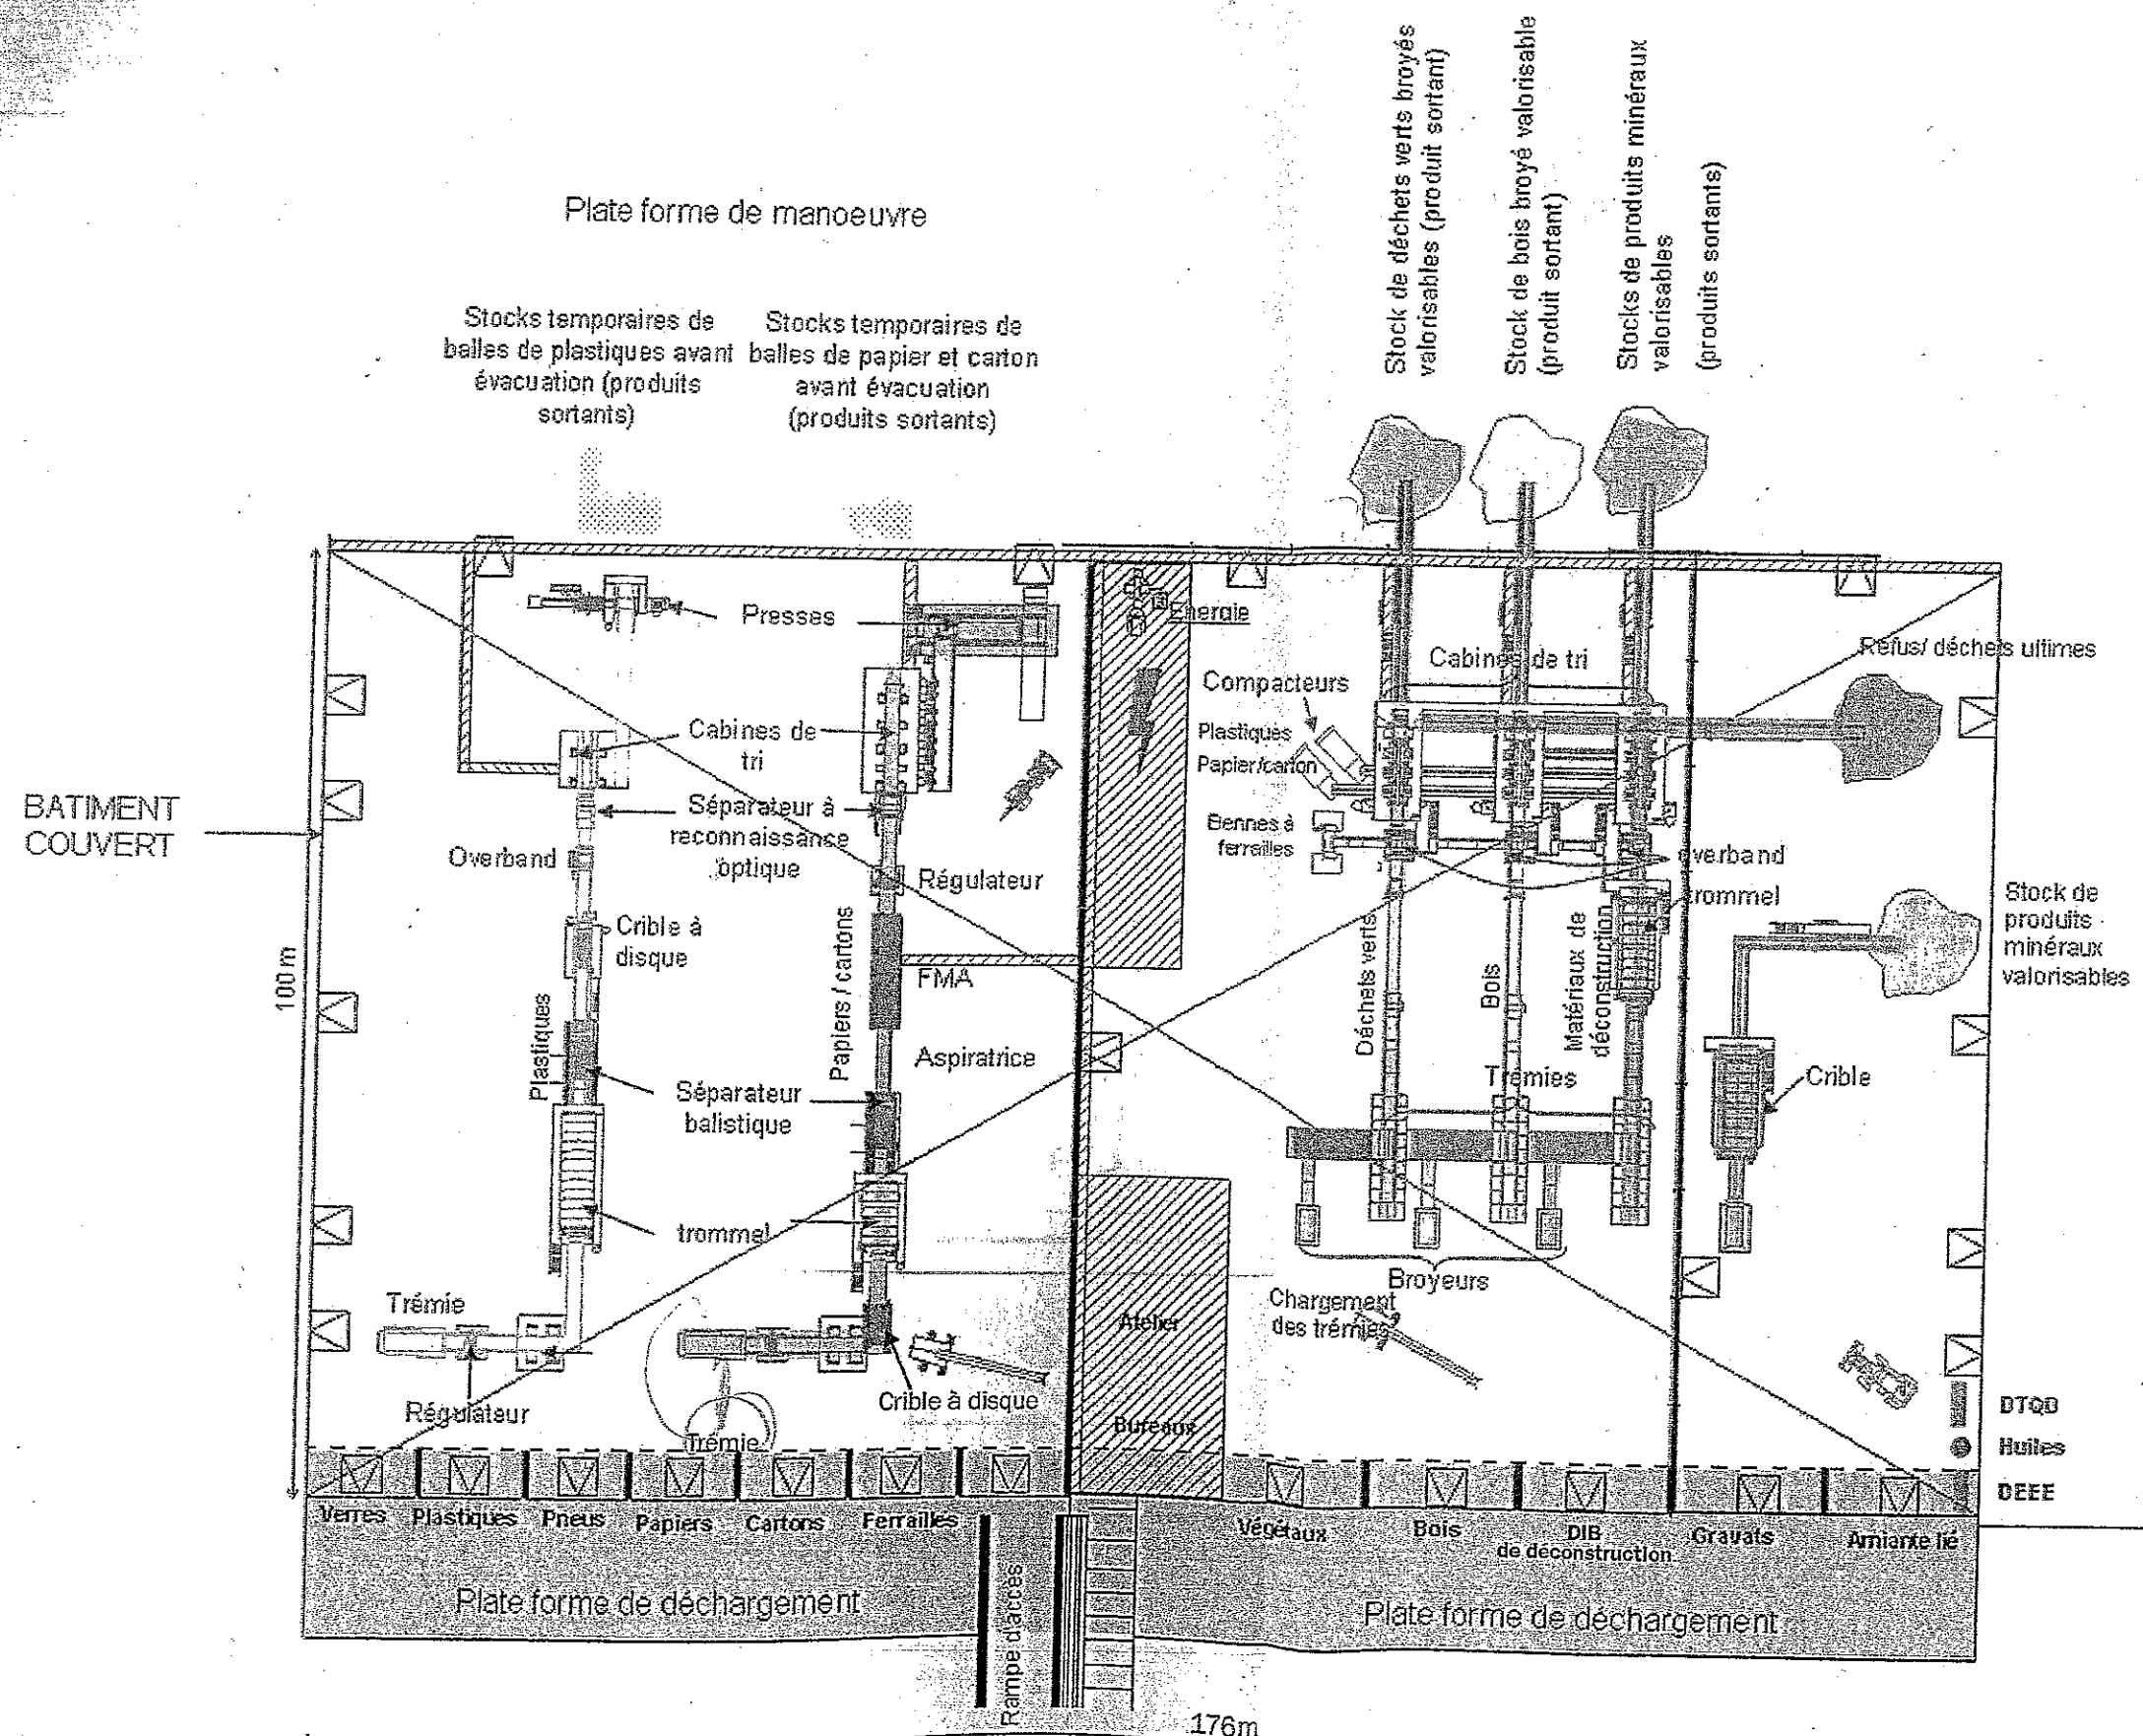 Plate forme de manoeuvre
Stocks temporaires de
balles de plastiques avant
évacuation (produits
sortants)
Stocks temporaires de
balles de papier et carton
avant évacuation
(produits sortants)
Stock de déchets verts broyés
valorisables (produit sortant)
Stock de bois broyé valorisable
(produit sortant)
Stocks de produits minéraux
valorisables
(produits sortants)
BATIMENT
COUVERT
100 m
Presses
Cabines de
tri
Séparateur à
reconnaissance
optique
Overband
Régulateur
Crible à
disque
FMA
Plastiques
Papiers / cartons
Aspiratrice
Séparateur
balistique
trommel
Trémie
Régulateur
Trémie
Crible à disque
Energie
Compacteurs
Plastiques
Papier/carton
Bennes à
ferrailles
Cabines de tri
Refus/ déchets ultimes
overband
trommel
Déchets verts
Bois
Matériaux de
déconstruction
Trémies
Crible
Stock de
produits
minéraux
valorisables
Broyeurs
Chargement
des trémies
Atelier
Bureaux
DTQD
Huiles
DEEE
Verres
Plastiques
Pneus
Papiers
Cartons
Ferrailles
Végétaux
Bois
DIB
de déconstruction
Gravats
Amiante lié
Plate forme de déchargement
Rampe d'accès
Plate forme de déchargement
176m